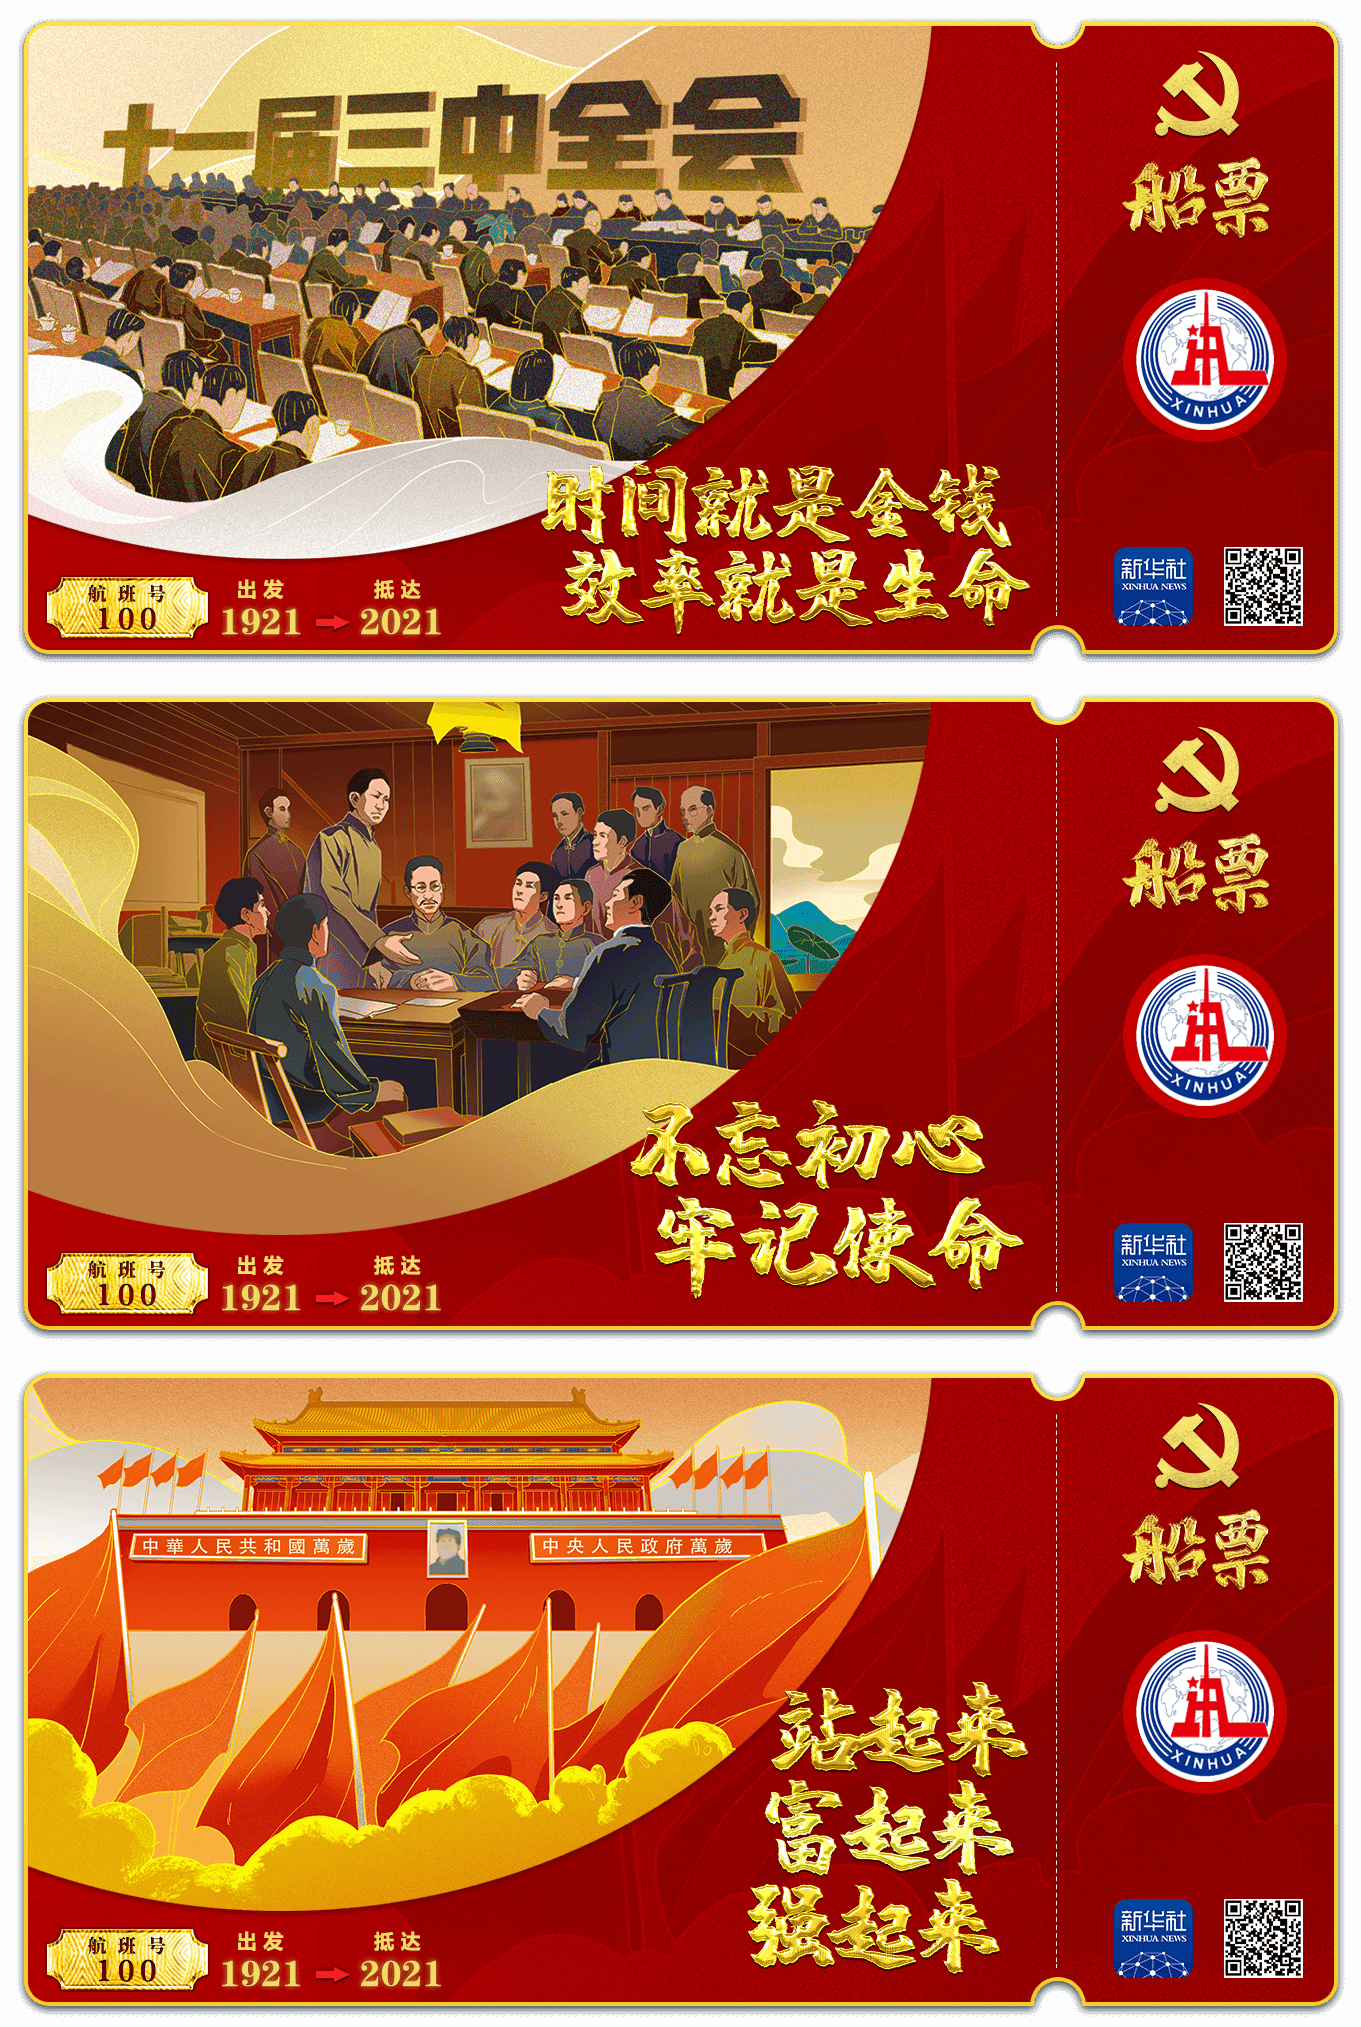 十一届三中全会
时间就是金钱
效率就是生命
航班号
100
出发
1921
抵达
2021
船票
XINHUA
新华社
XINHUA NEWS
不忘初心
牢记使命
航班号
100
出发
1921
抵达
2021
船票
XINHUA
新华社
XINHUA NEWS
中華人民共和國萬歲
中央人民政府萬歲
站起来
富起来
强起来
航班号
100
出发
1921
抵达
2021
船票
XINHUA
新华社
XINHUA NEWS